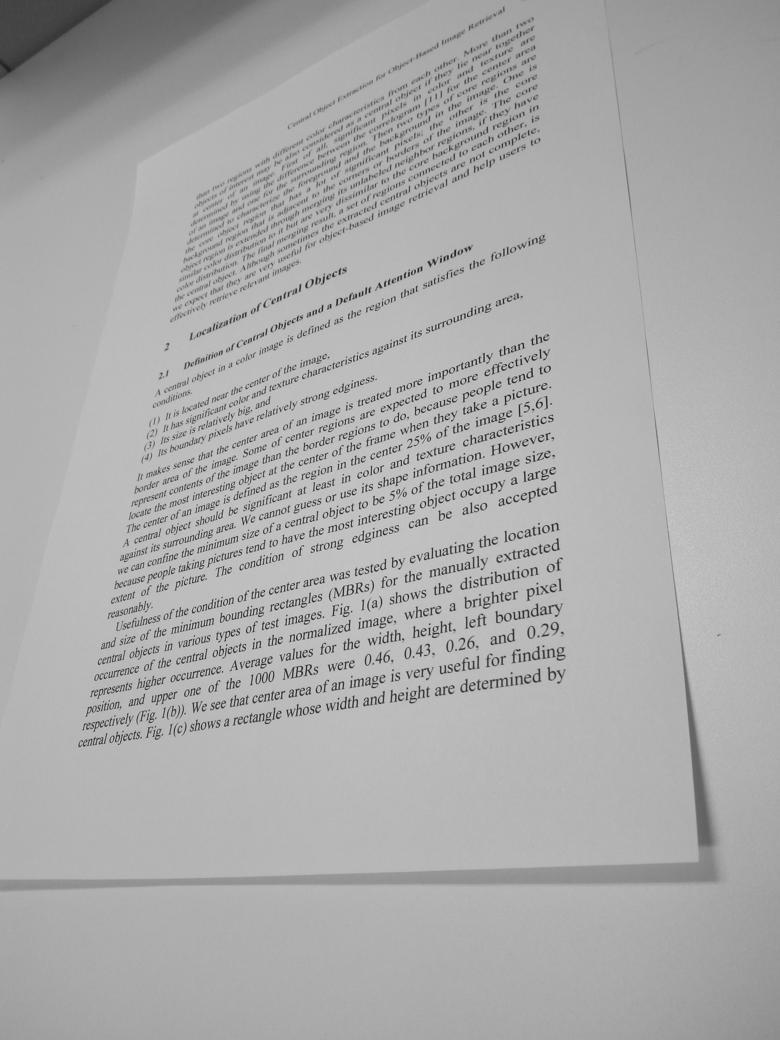 Central Object Extraction for Object-Based Image Retrieval
than two regions with different color characteristics from each other. More than two
objects of interest may be also considered as a central object if they lie near together
at center of an image. First of all, significant pixels in color and texture are
determined by using the difference between the correlogram [11] for the center area
of an image and one for the surrounding region. Then two types of core regions are
determined to characterize the foreground and the background in the image. One is
the core object region that has a lot of significant pixels, the other is the core
background region that is adjacent to the corners or borders of the image. The core
object region is extended through merging its unlabeled neighbor regions, if they have
similar color distribution to it but are very dissimilar to the core background region in
color distribution. The final merging result, a set of regions connected to each other, is
the central object. Although sometimes the extracted central objects are not complete,
we expect that they are very useful for object-based image retrieval and help users to
effectively retrieve relevant images.
2 Localization of Central Objects
2.1 Definition of Central Objects and a Default Attention Window
A central object in a color image is defined as the region that satisfies the following
conditions.
(1) It is located near the center of the image,
(2) It has significant color and texture characteristics against its surrounding area,
(3) Its size is relatively big, and
(4) Its boundary pixels have relatively strong edginess.
It makes sense that the center area of an image is treated more importantly than the
border area of the image. Some of center regions are expected to more effectively
represent contents of the image than the border regions to do, because people tend to
locate the most interesting object at the center of the frame when they take a picture.
The center of an image is defined as the region in the center 25% of the image [5,6].
A central object should be significant at least in color and texture characteristics
against its surrounding area. We cannot guess or use its shape information. However,
we can confine the minimum size of a central object to be 5% of the total image size,
because people taking pictures tend to have the most interesting object occupy a large
extent of the picture. The condition of strong edginess can be also accepted
reasonably.
Usefulness of the condition of the center area was tested by evaluating the location
and size of the minimum bounding rectangles (MBRs) for the manually extracted
central objects in various types of test images. Fig. 1(a) shows the distribution of
occurrence of the central objects in the normalized image, where a brighter pixel
represents higher occurrence. Average values for the width, height, left boundary
position, and upper one of the 1000 MBRs were 0.46, 0.43, 0.26, and 0.29,
respectively (Fig. 1(b)). We see that center area of an image is very useful for finding
central objects. Fig. 1(c) shows a rectangle whose width and height are determined by